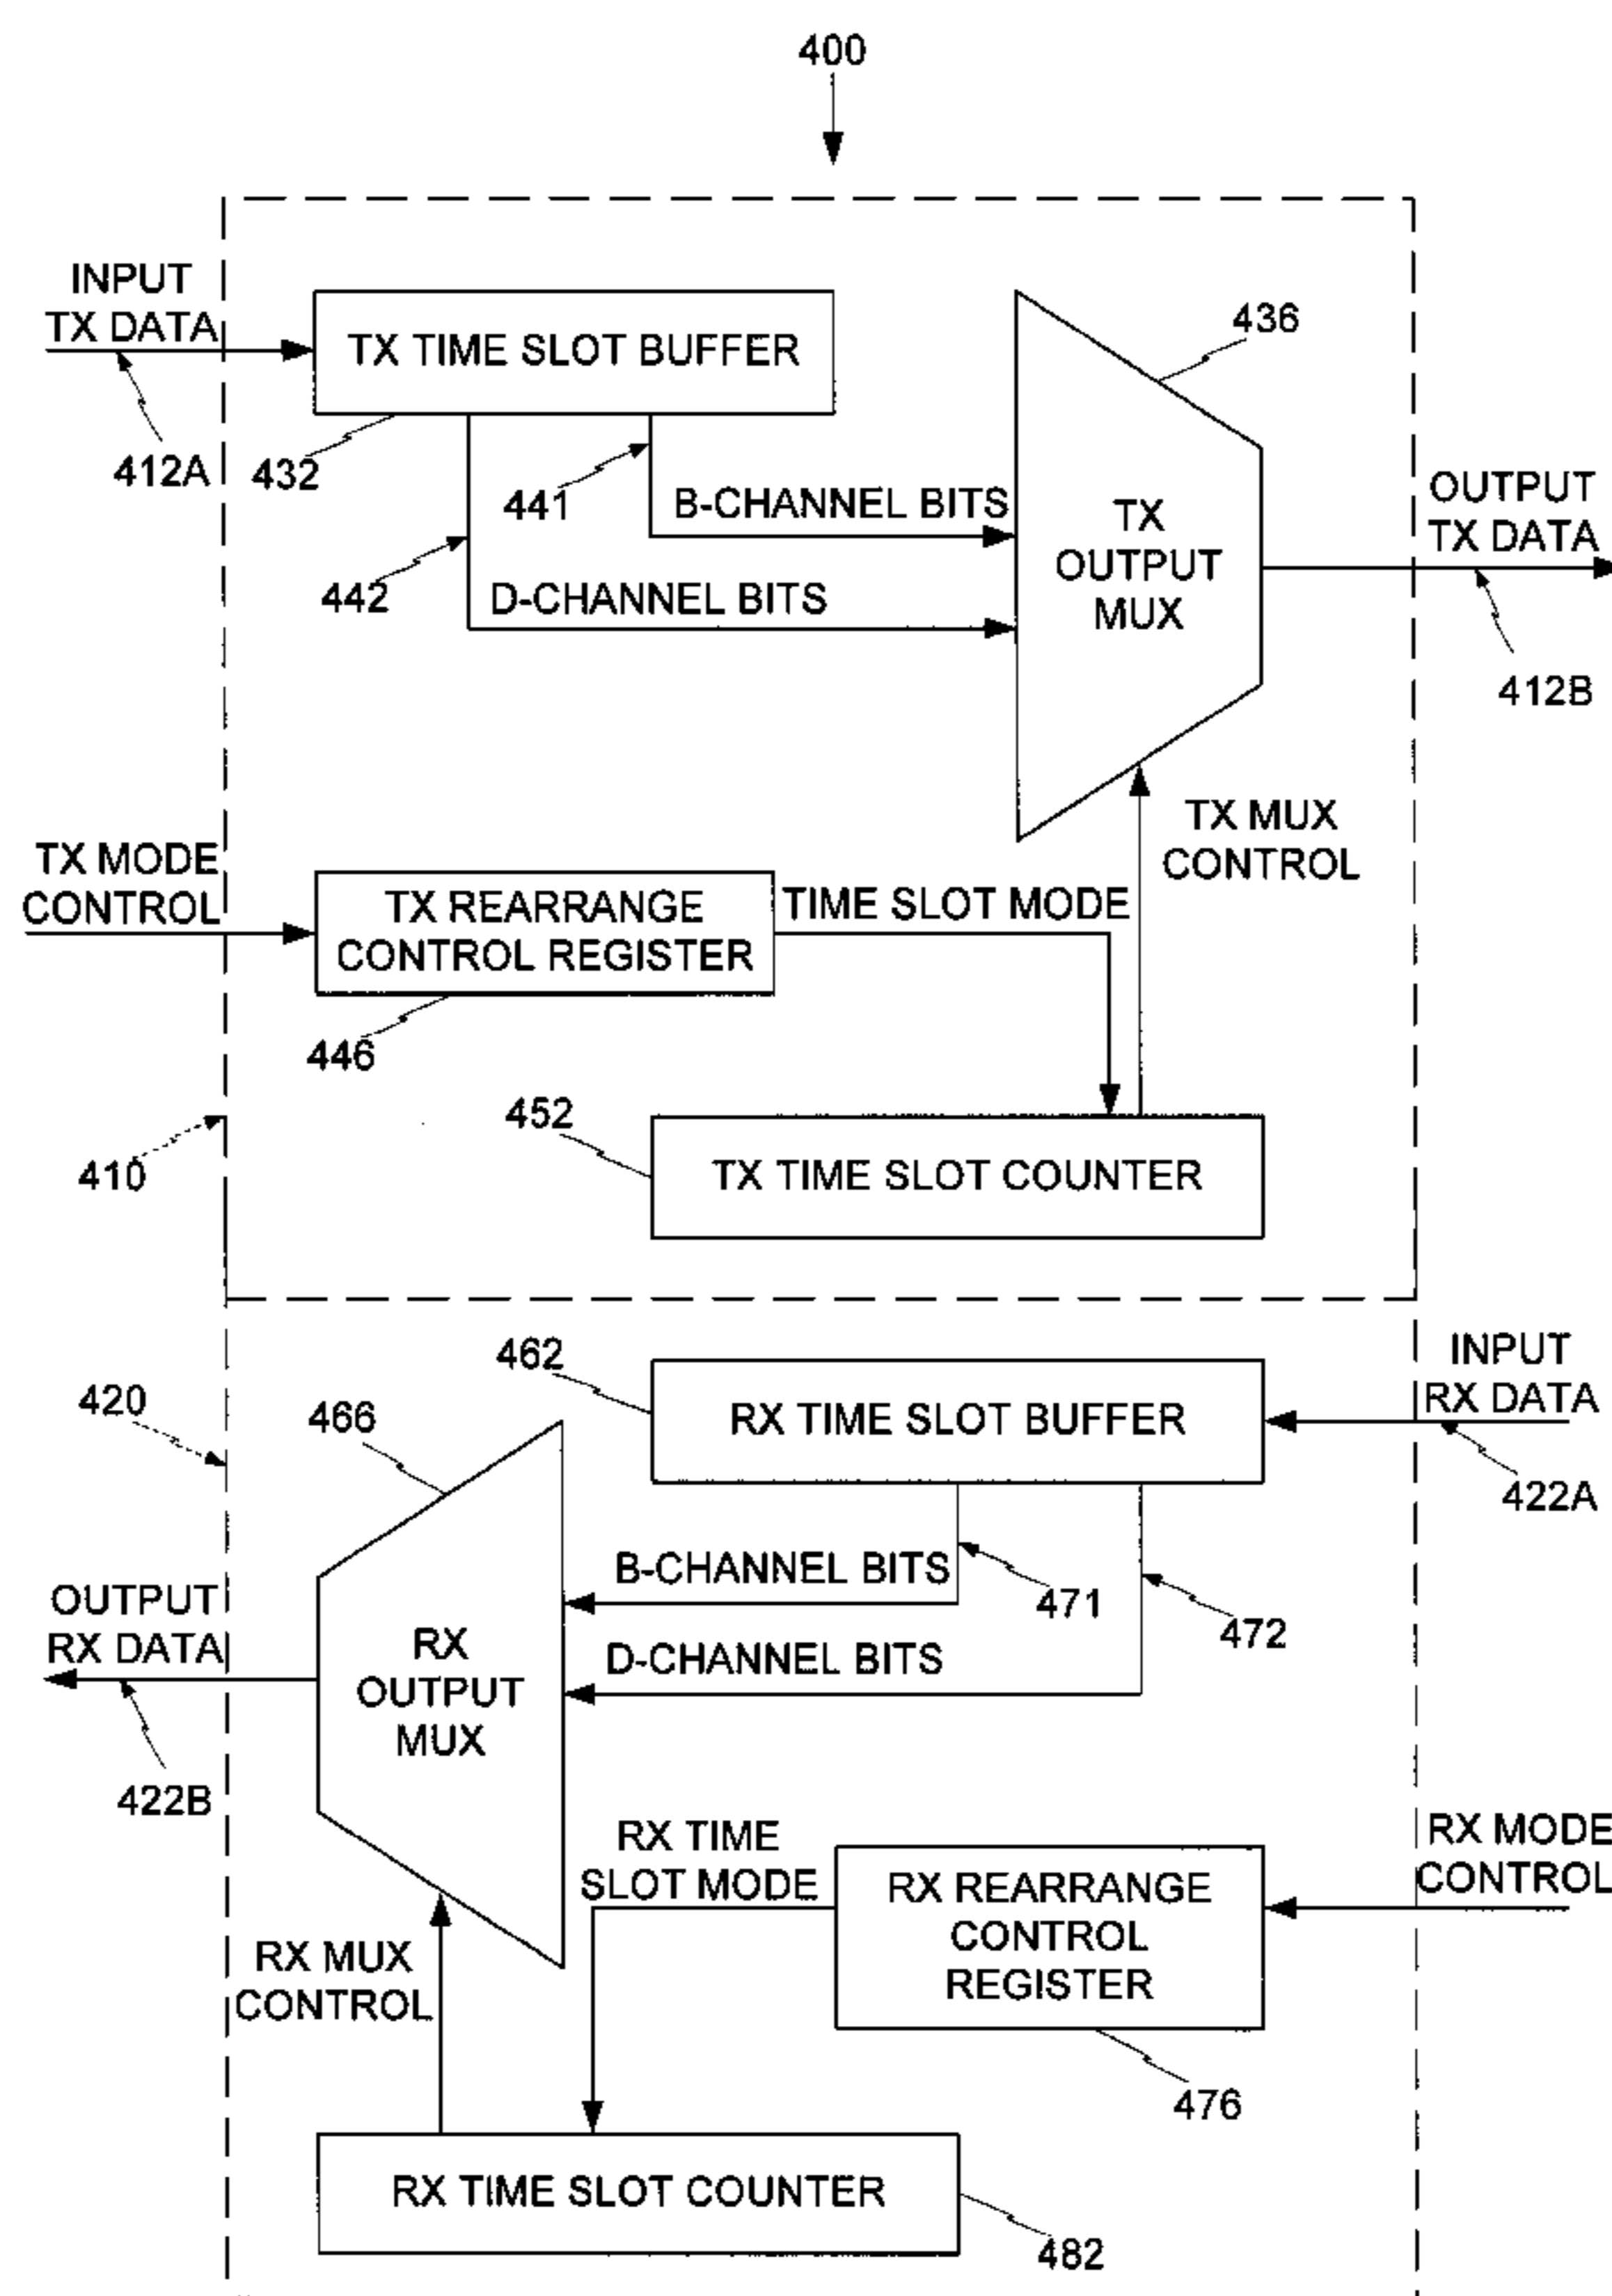 400
INPUT
TX DATA
412A
TX TIME SLOT BUFFER
432
441
442
B-CHANNEL BITS
D-CHANNEL BITS
TX
OUTPUT
MUX
436
OUTPUT
TX DATA
412B
TX MUX
CONTROL
TX MODE
CONTROL
TX REARRANGE
CONTROL REGISTER
TIME SLOT MODE
446
452
TX TIME SLOT COUNTER
410
462
RX TIME SLOT BUFFER
INPUT
RX DATA
422A
420
466
B-CHANNEL BITS
471
472
D-CHANNEL BITS
OUTPUT
RX DATA
422B
RX
OUTPUT
MUX
RX TIME
SLOT MODE
RX REARRANGE
CONTROL
REGISTER
RX MODE
CONTROL
476
RX MUX
CONTROL
RX TIME SLOT COUNTER
482